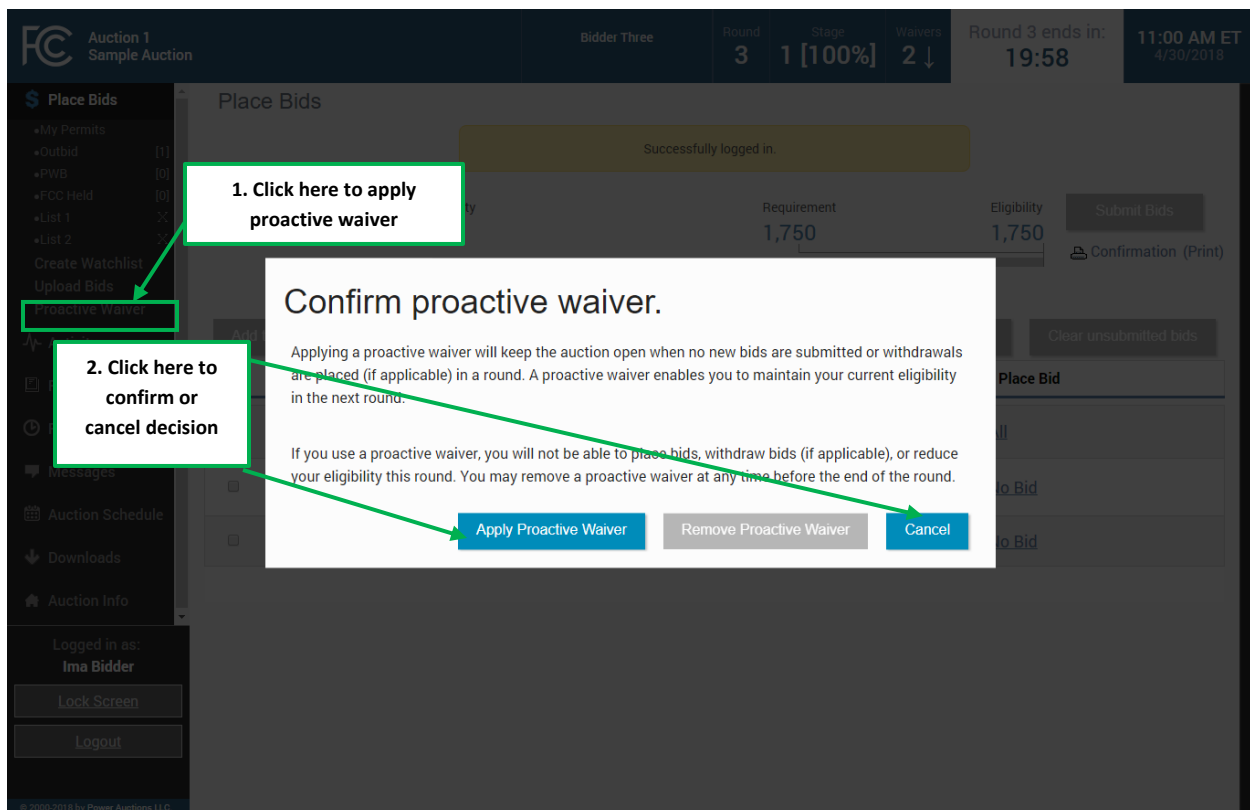 FCC
Auction 1
Sample Auction
Bidder Three
Round
3
Stage
1 [100%]
Waivers
2 ↓
Round 3 ends in:
19:58
11:00 AM ET
4/30/2018
$ Place Bids
•My Permits
•Outbid [1]
•PWB [0]
•FCC Held [0]
•List 1
•List 2
Create Watchlist
Upload Bids
Proactive Waiver
Messages
Auction Schedule
Downloads
Auction Info
Logged in as:
Ima Bidder
Lock Screen
Logout
© 2000-2018 by Power Auctions LLC
Place Bids
Successfully logged in.
1. Click here to apply
proactive waiver
Requirement
1,750
Eligibility
1,750
Submit Bids
Confirmation (Print)
Clear unsubmitted bids
Place Bid
All
No Bid
No Bid
2. Click here to
confirm or
cancel decision
Confirm proactive waiver.
Applying a proactive waiver will keep the auction open when no new bids are submitted or withdrawals
are placed (if applicable) in a round. A proactive waiver enables you to maintain your current eligibility
in the next round.
If you use a proactive waiver, you will not be able to place bids, withdraw bids (if applicable), or reduce
your eligibility this round. You may remove a proactive waiver at any time before the end of the round.
Apply Proactive Waiver
Remove Proactive Waiver
Cancel